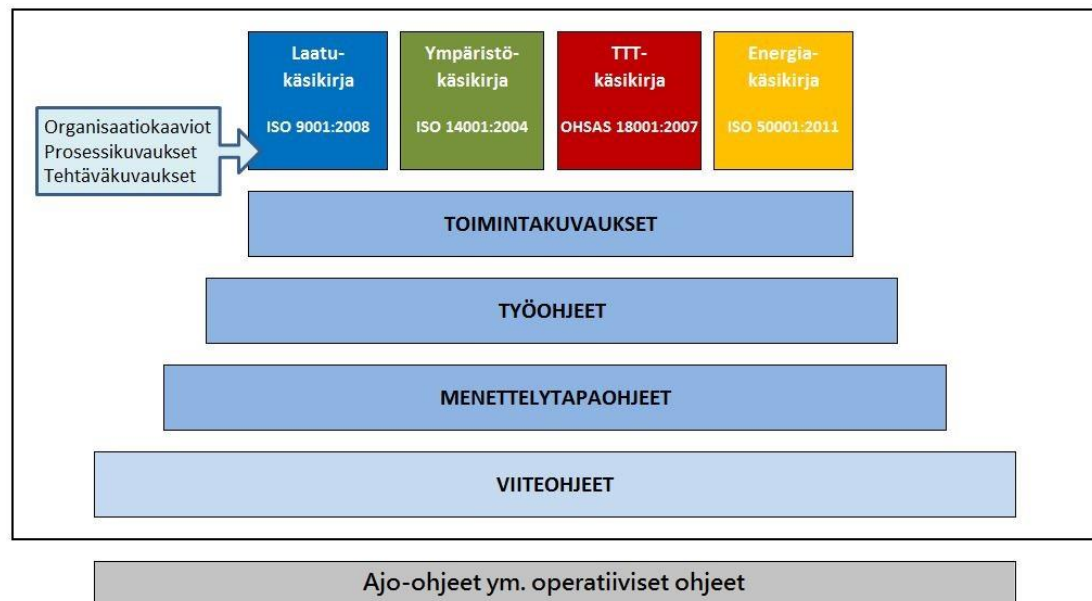 Laatu-
käsikirja
ISO 9001:2008
Ympäristö-
käsikirja
ISO 14001:2004
TTT-
käsikirja
OHSAS 18001:2007
Energia-
käsikirja
ISO 50001:2011
Organisaatiokaaviot
Prosessikuvaukset
Tehtäväkuvaukset
TOIMINTAKUVAUKSET
TYÖOHJEET
MENETTELYTAPAOHJEET
VIITEOHJEET
Ajo-ohjeet ym. operatiiviset ohjeet